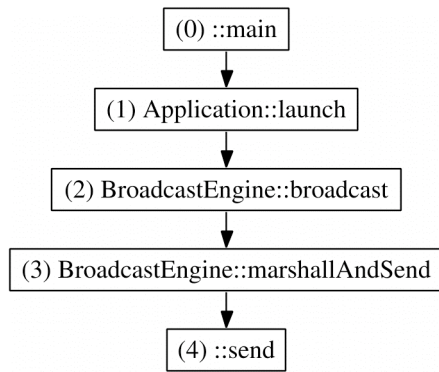 (0) ::main
(1) Application::launch
(2) BroadcastEngine::broadcast
(3) BroadcastEngine::marshallAndSend
(4) ::send